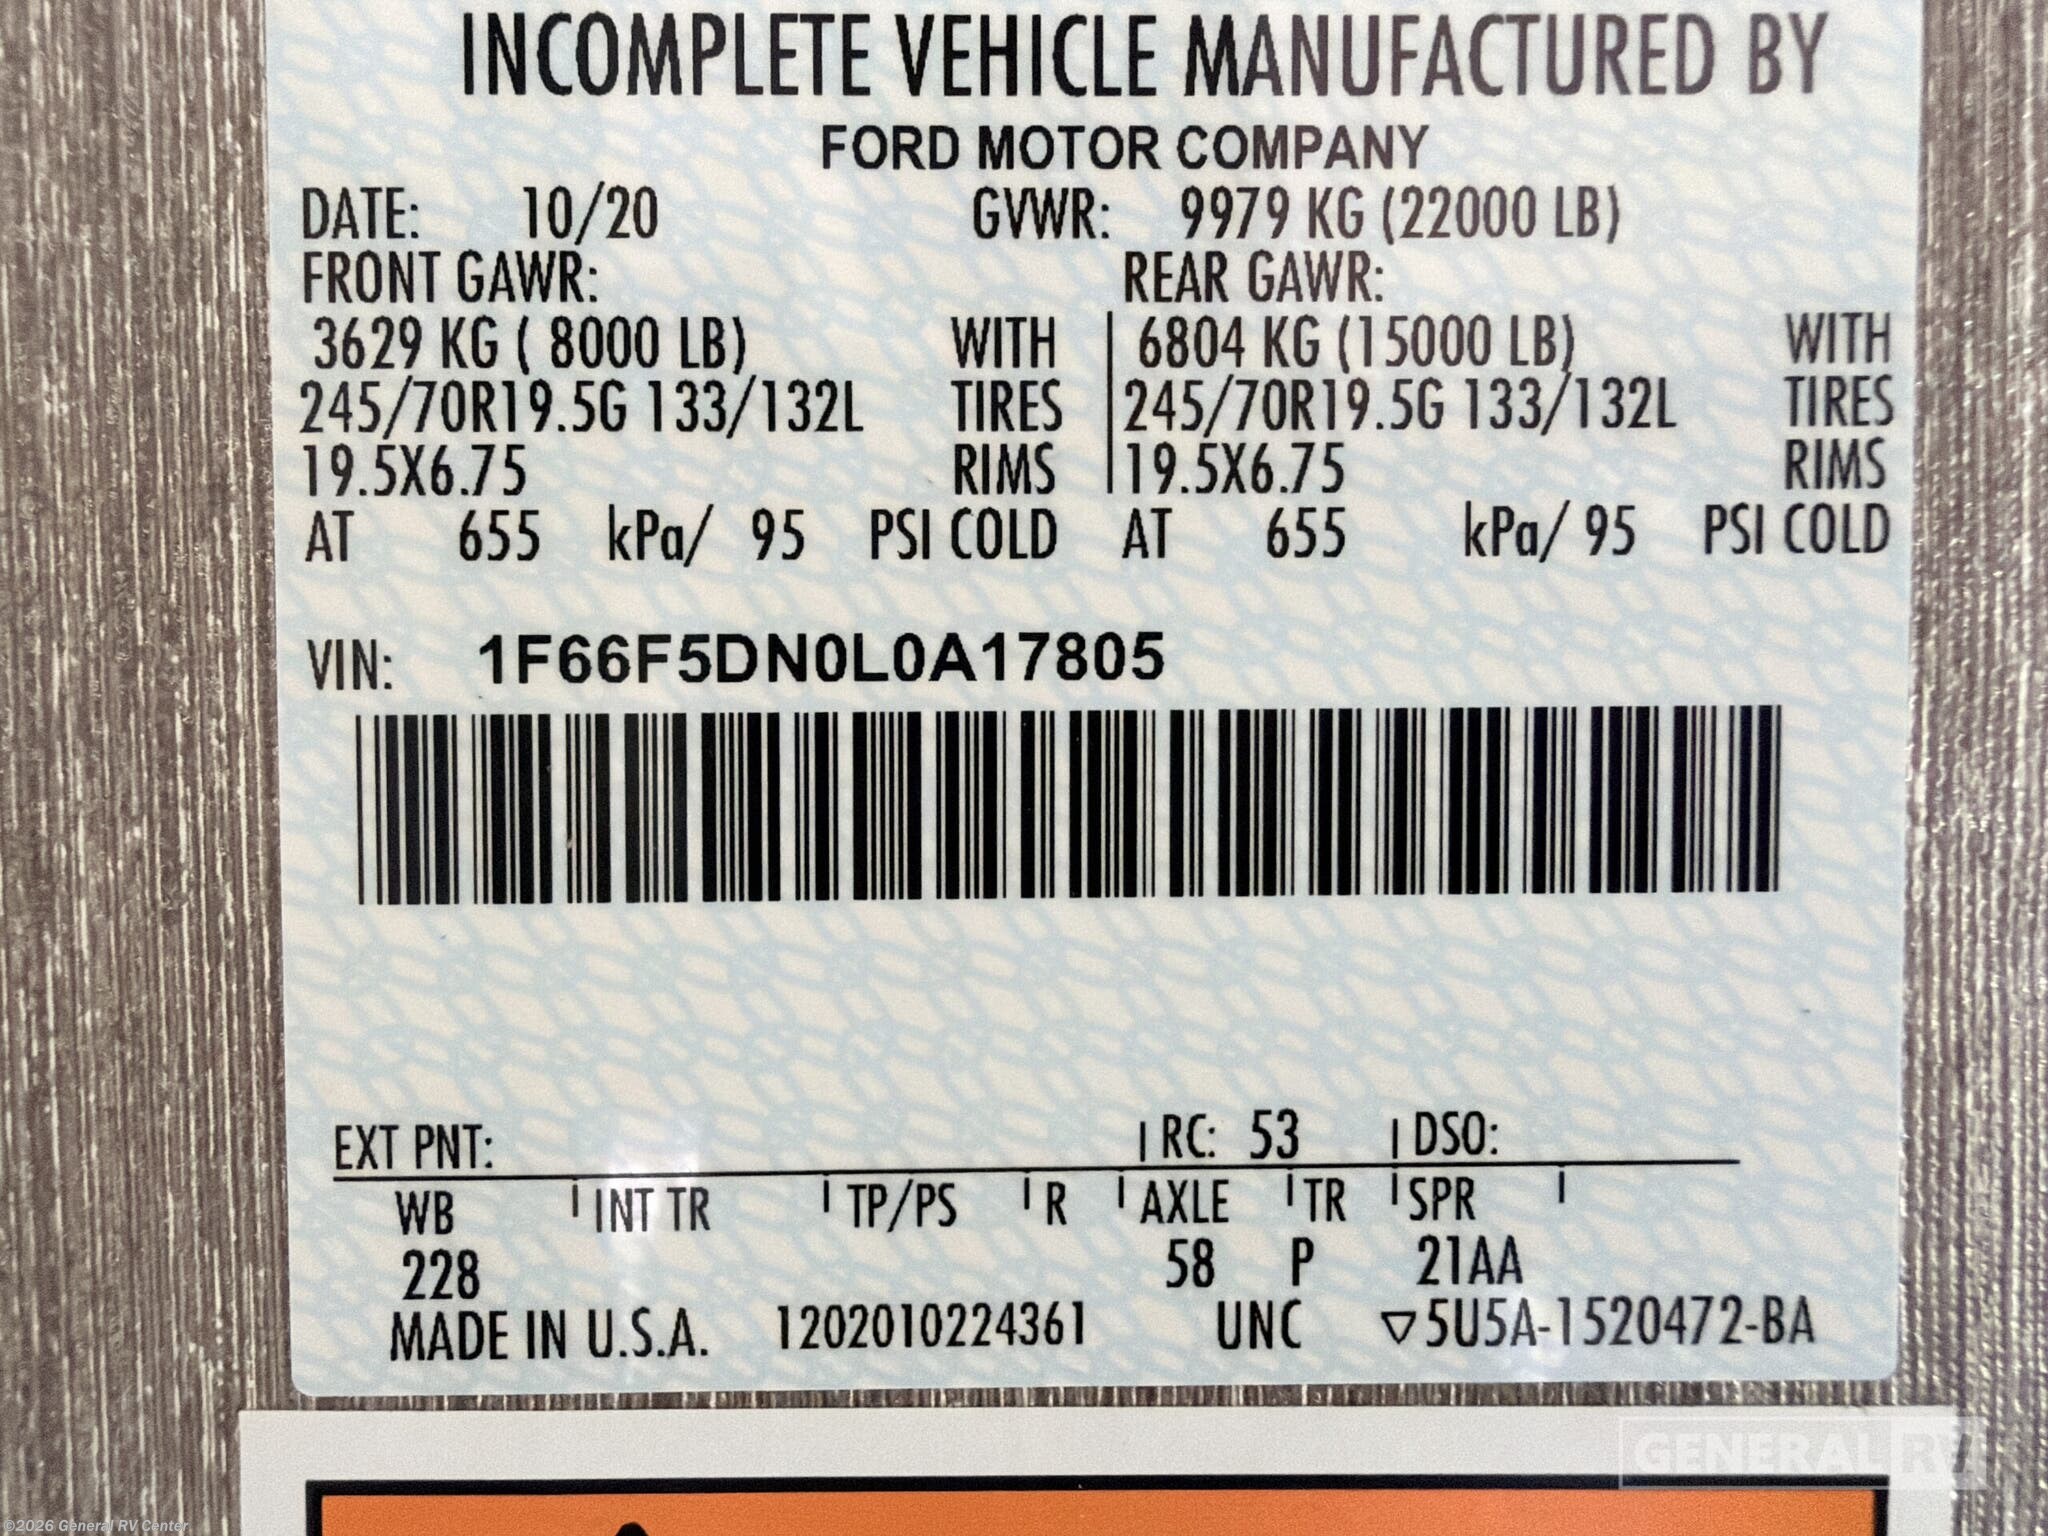 INCOMPLETE VEHICLE MANUFACTURED BY
FORD MOTOR COMPANY
DATE: 10/20 GVWR: 9979 KG (22000 LB)
FRONT GAWR: REAR GAWR:
3629 KG ( 8000 LB) WITH 6804 KG (15000 LB) WITH
245/70R19.5G 133/132L TIRES 245/70R19.5G 133/132L TIRES
19.5X6.75 RIMS 19.5X6.75 RIMS
AT 655 kPa/ 95 PSI COLD AT 655 kPa/ 95 PSI COLD
VIN: 1F66F5DN0L0A17805
EXT PNT: RC: 53 DSO:
WB INT TR TP/PS R AXLE TR SPR
228 58 P 21AA
MADE IN U.S.A. 1202010224361 UNC ▽5U5A-1520472-BA
GENERAL RV
©2026 General RV Center